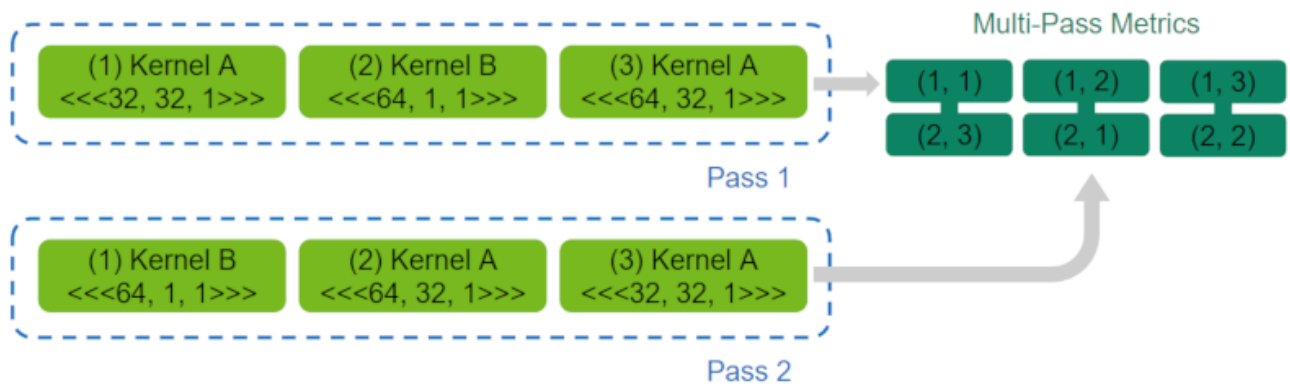 Multi-Pass Metrics
(1) Kernel A
<<<32, 32, 1>>>
(2) Kernel B
<<<64, 1, 1>>>
(3) Kernel A
<<<64, 32, 1>>>
(1, 1)
(1, 2)
(1, 3)
(2, 3)
(2, 1)
(2, 2)
Pass 1
(1) Kernel B
<<<64, 1, 1>>>
(2) Kernel A
<<<64, 32, 1>>>
(3) Kernel A
<<<32, 32, 1>>>
Pass 2